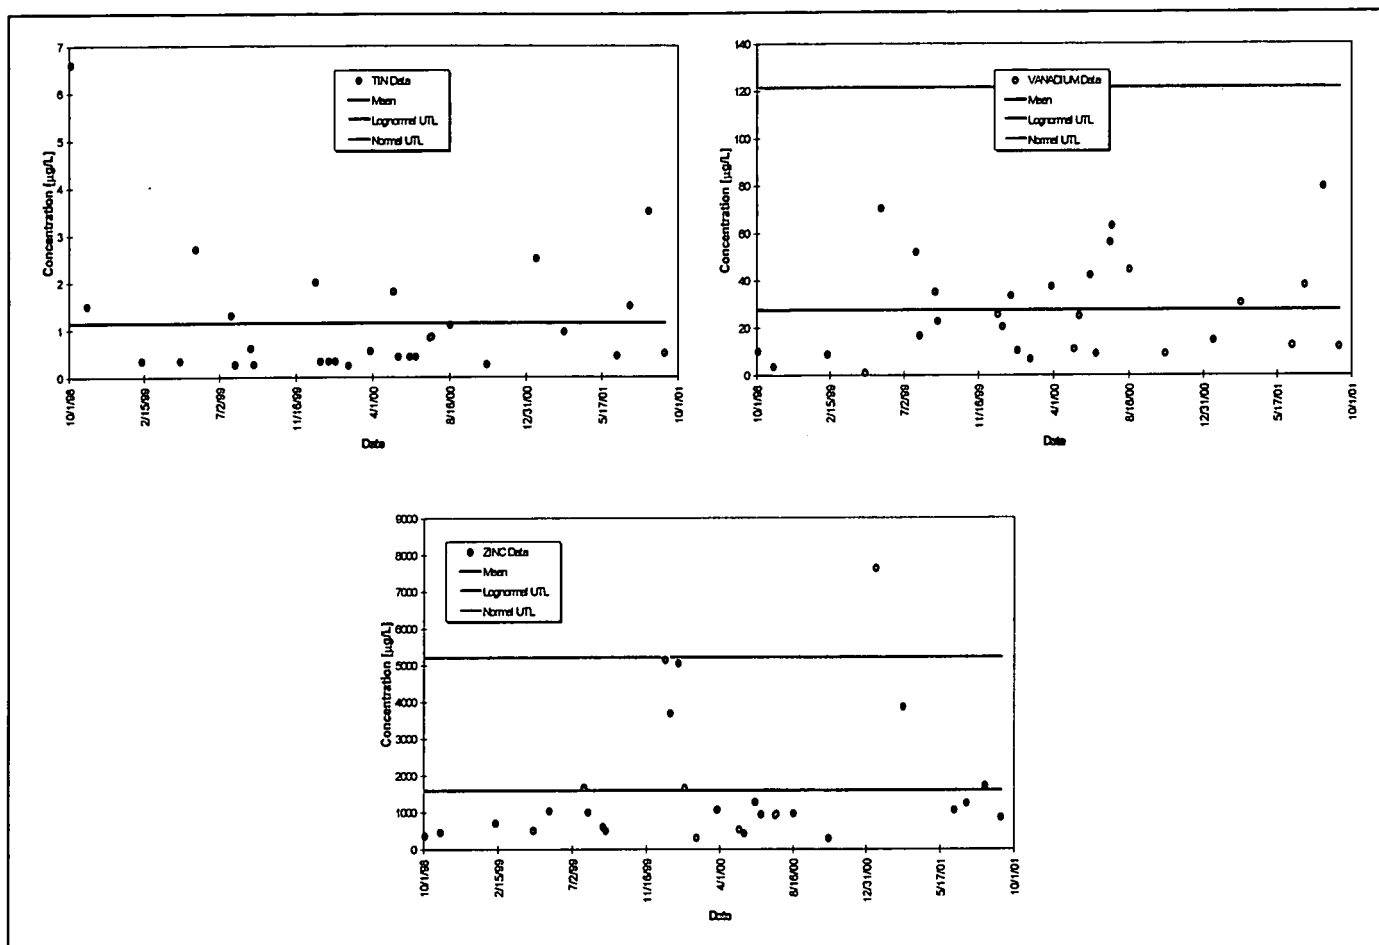 7
6
5
4
3
2
1
0
Concentration [µg/L]
TIN Data
Mean
Lognormal UTL
Normal UTL
10/1/98
2/15/99
7/2/99
11/16/99
4/1/00
8/16/00
12/31/00
5/17/01
10/1/01
Date
140
120
100
80
60
40
20
0
Concentration [µg/L]
VANADIUM Data
Mean
Lognormal UTL
Normal UTL
10/1/98
2/15/99
7/2/99
11/16/99
4/1/00
8/16/00
12/31/00
5/17/01
10/1/01
Date
9000
8000
7000
6000
5000
4000
3000
2000
1000
0
Concentration [µg/L]
ZINC Data
Mean
Lognormal UTL
Normal UTL
10/1/98
2/15/99
7/2/99
11/16/99
4/1/00
8/16/00
12/31/00
5/17/01
10/1/01
Date